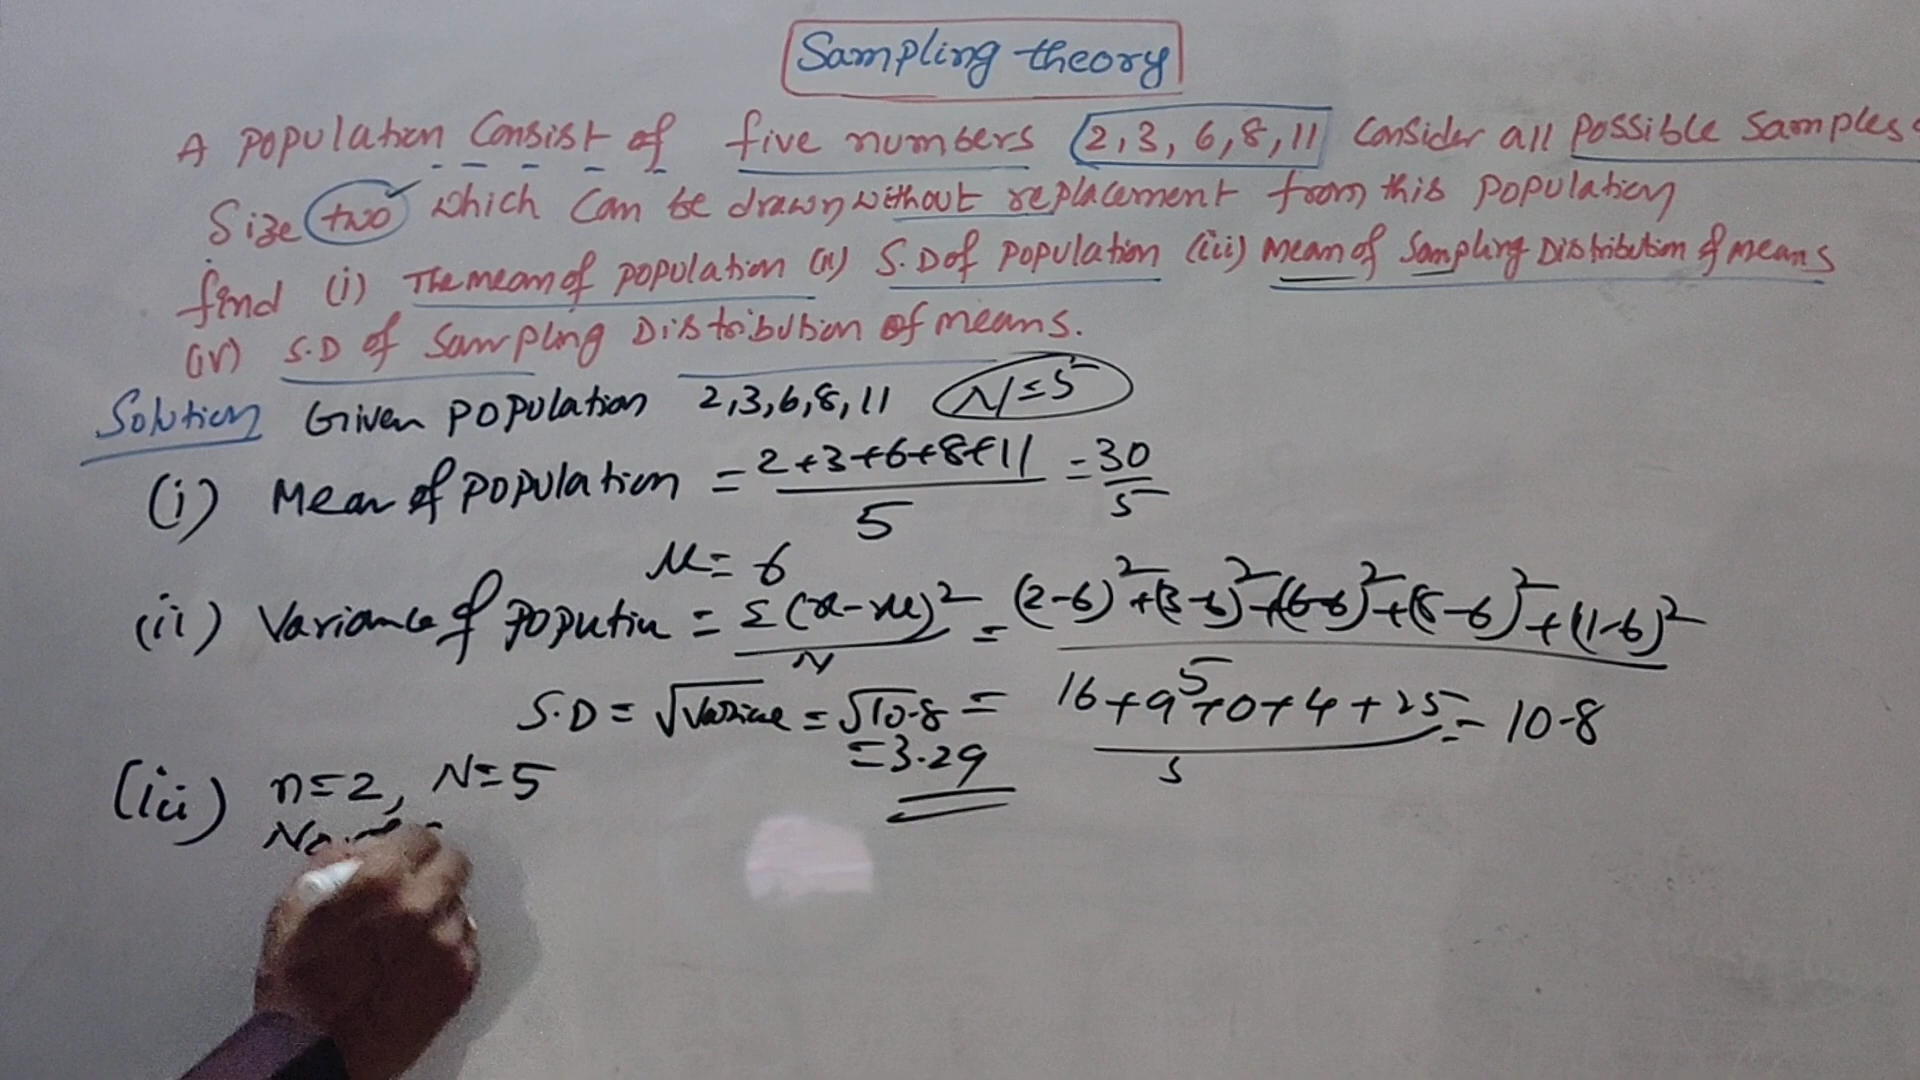 Sampling theory
A population Consist of five numbers 2, 3, 6, 8, 11 Consider all possible samples
Size two which can be drawn without replacement from this population
find (i) The mean of population (ii) S.D of population (iii) mean of Sampling Distribution of means
(iv) S.D of Sampling Distribution of means.
Solution Given population 2,3,6,8,11 N=5
(i) Mean of population = 2+3+6+8+11 / 5 = 30 / 5
μ = 6
(ii) Variance of poputin = Σ(x-μ)² / N = (2-6)²+(3-6)²+(6-6)²+(8-6)²+(11-6)² / 5
S.D = √Variance = √10.8 = 16+9+0+4+25 / 5 = 10.8
= 3.29
(iii) n=2, N=5